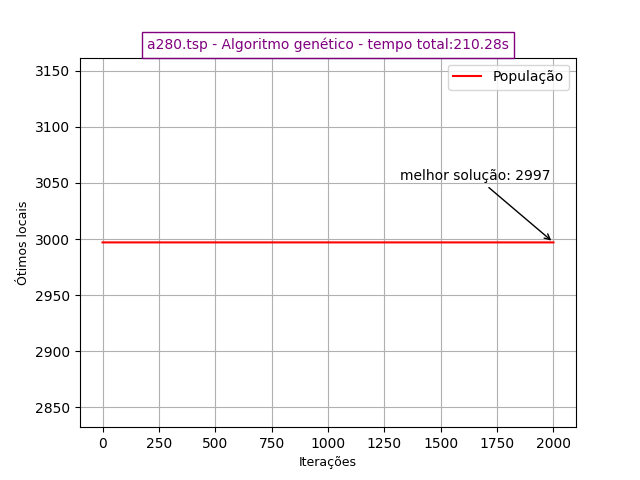 a280.tsp - Algoritmo genético - tempo total:210.28s
População
melhor solução: 2997
3150
3100
3050
3000
2950
2900
2850
Ótimos locais
0 250 500 750 1000 1250 1500 1750 2000
Iterações